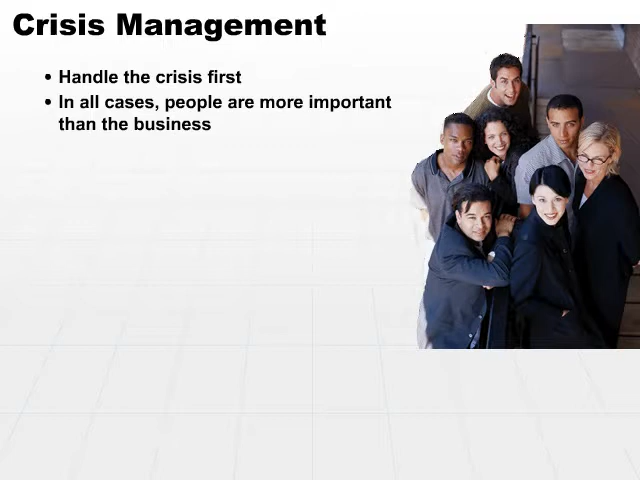 Crisis Management
• Handle the crisis first
• In all cases, people are more important
than the business